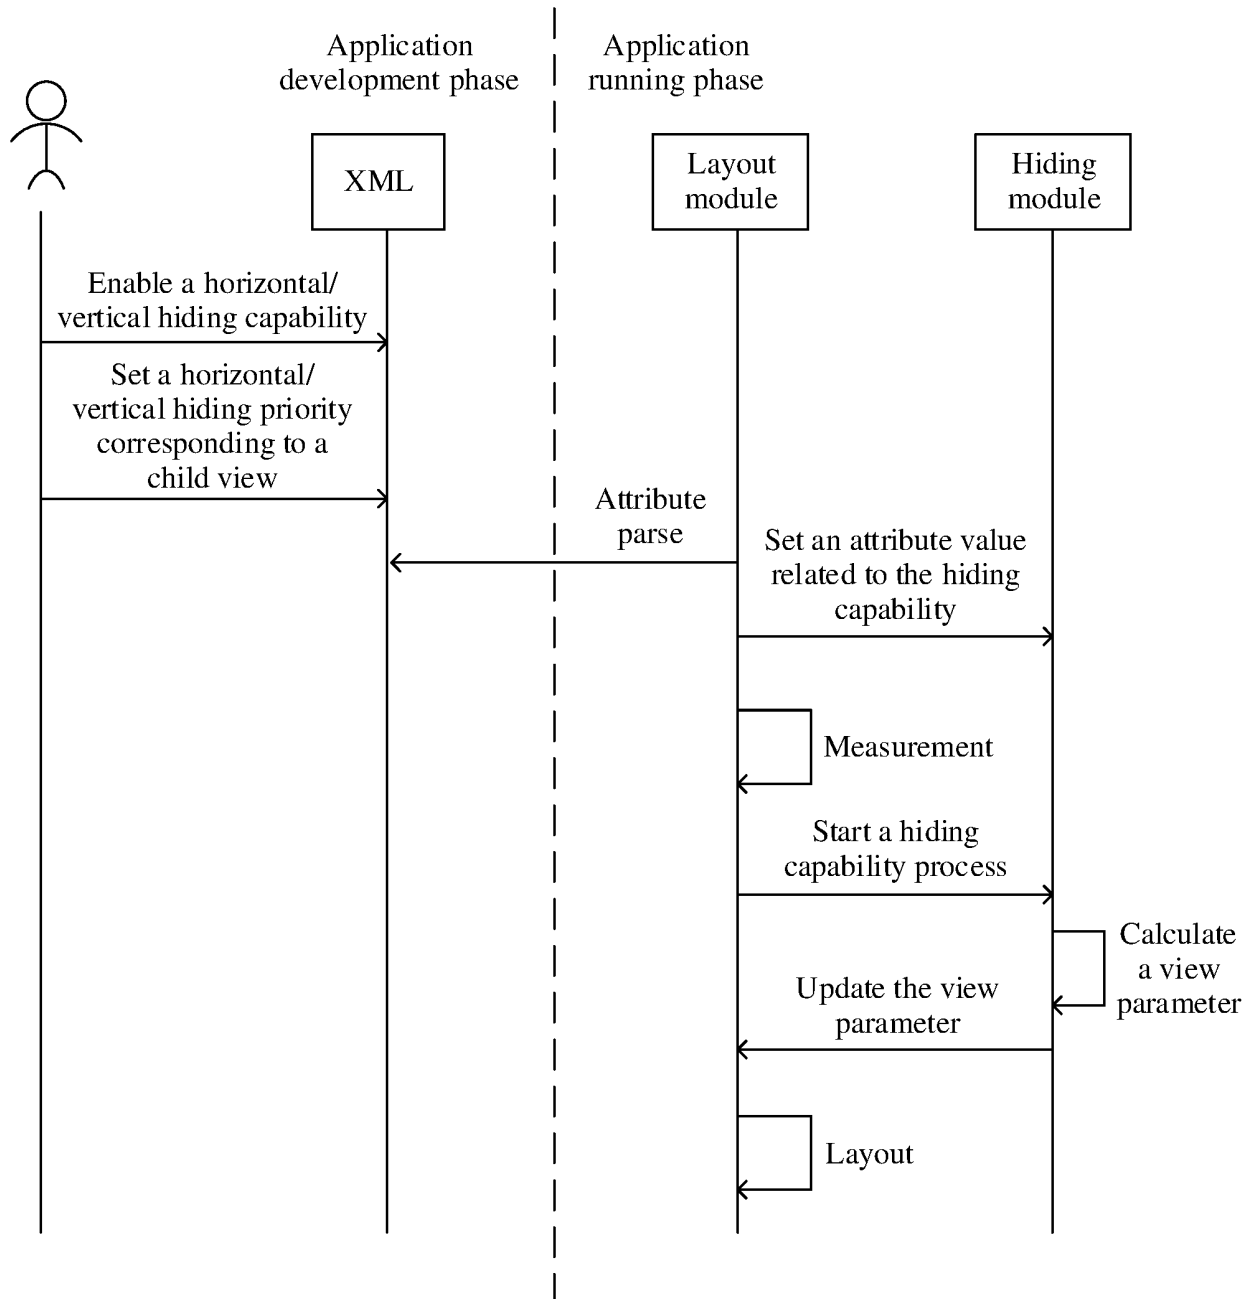 Application
development phase
Application
running phase
XML
Layout
module
Hiding
module
Enable a horizontal/
vertical hiding capability
Set a horizontal/
vertical hiding priority
corresponding to a
child view
Attribute
parse
Set an attribute value
related to the hiding
capability
Measurement
Start a hiding
capability process
Calculate
a view
parameter
Update the view
parameter
Layout